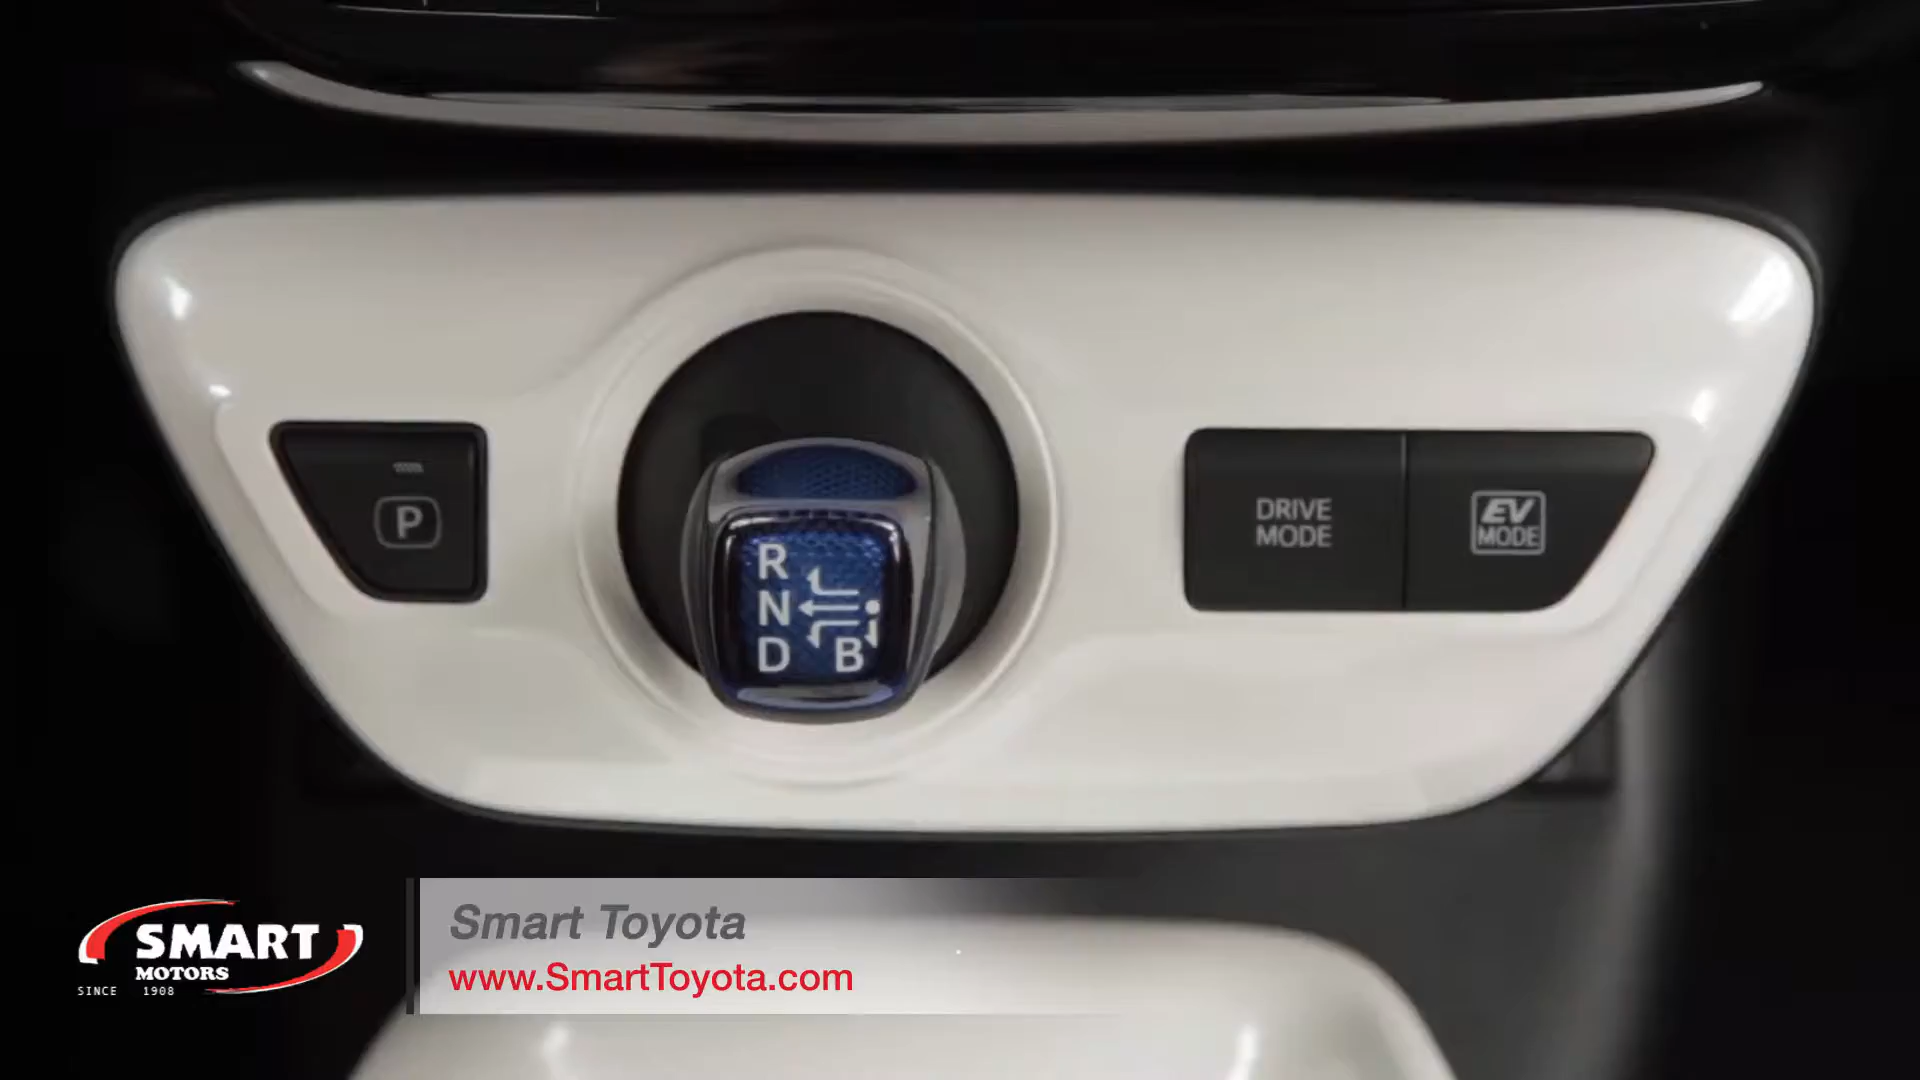 P
R
N
D B
DRIVE
MODE
EV
MODE
SMART
MOTORS
SINCE 1908
Smart Toyota
www.SmartToyota.com